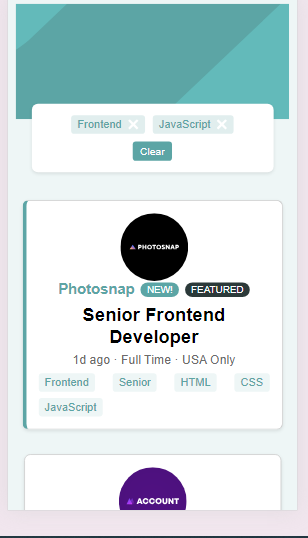 Frontend JavaScript
Clear
PHOTOSNAP
Photosnap NEW! FEATURED
Senior Frontend
Developer
1d ago · Full Time · USA Only
Frontend Senior HTML CSS
JavaScript
ACCOUNT